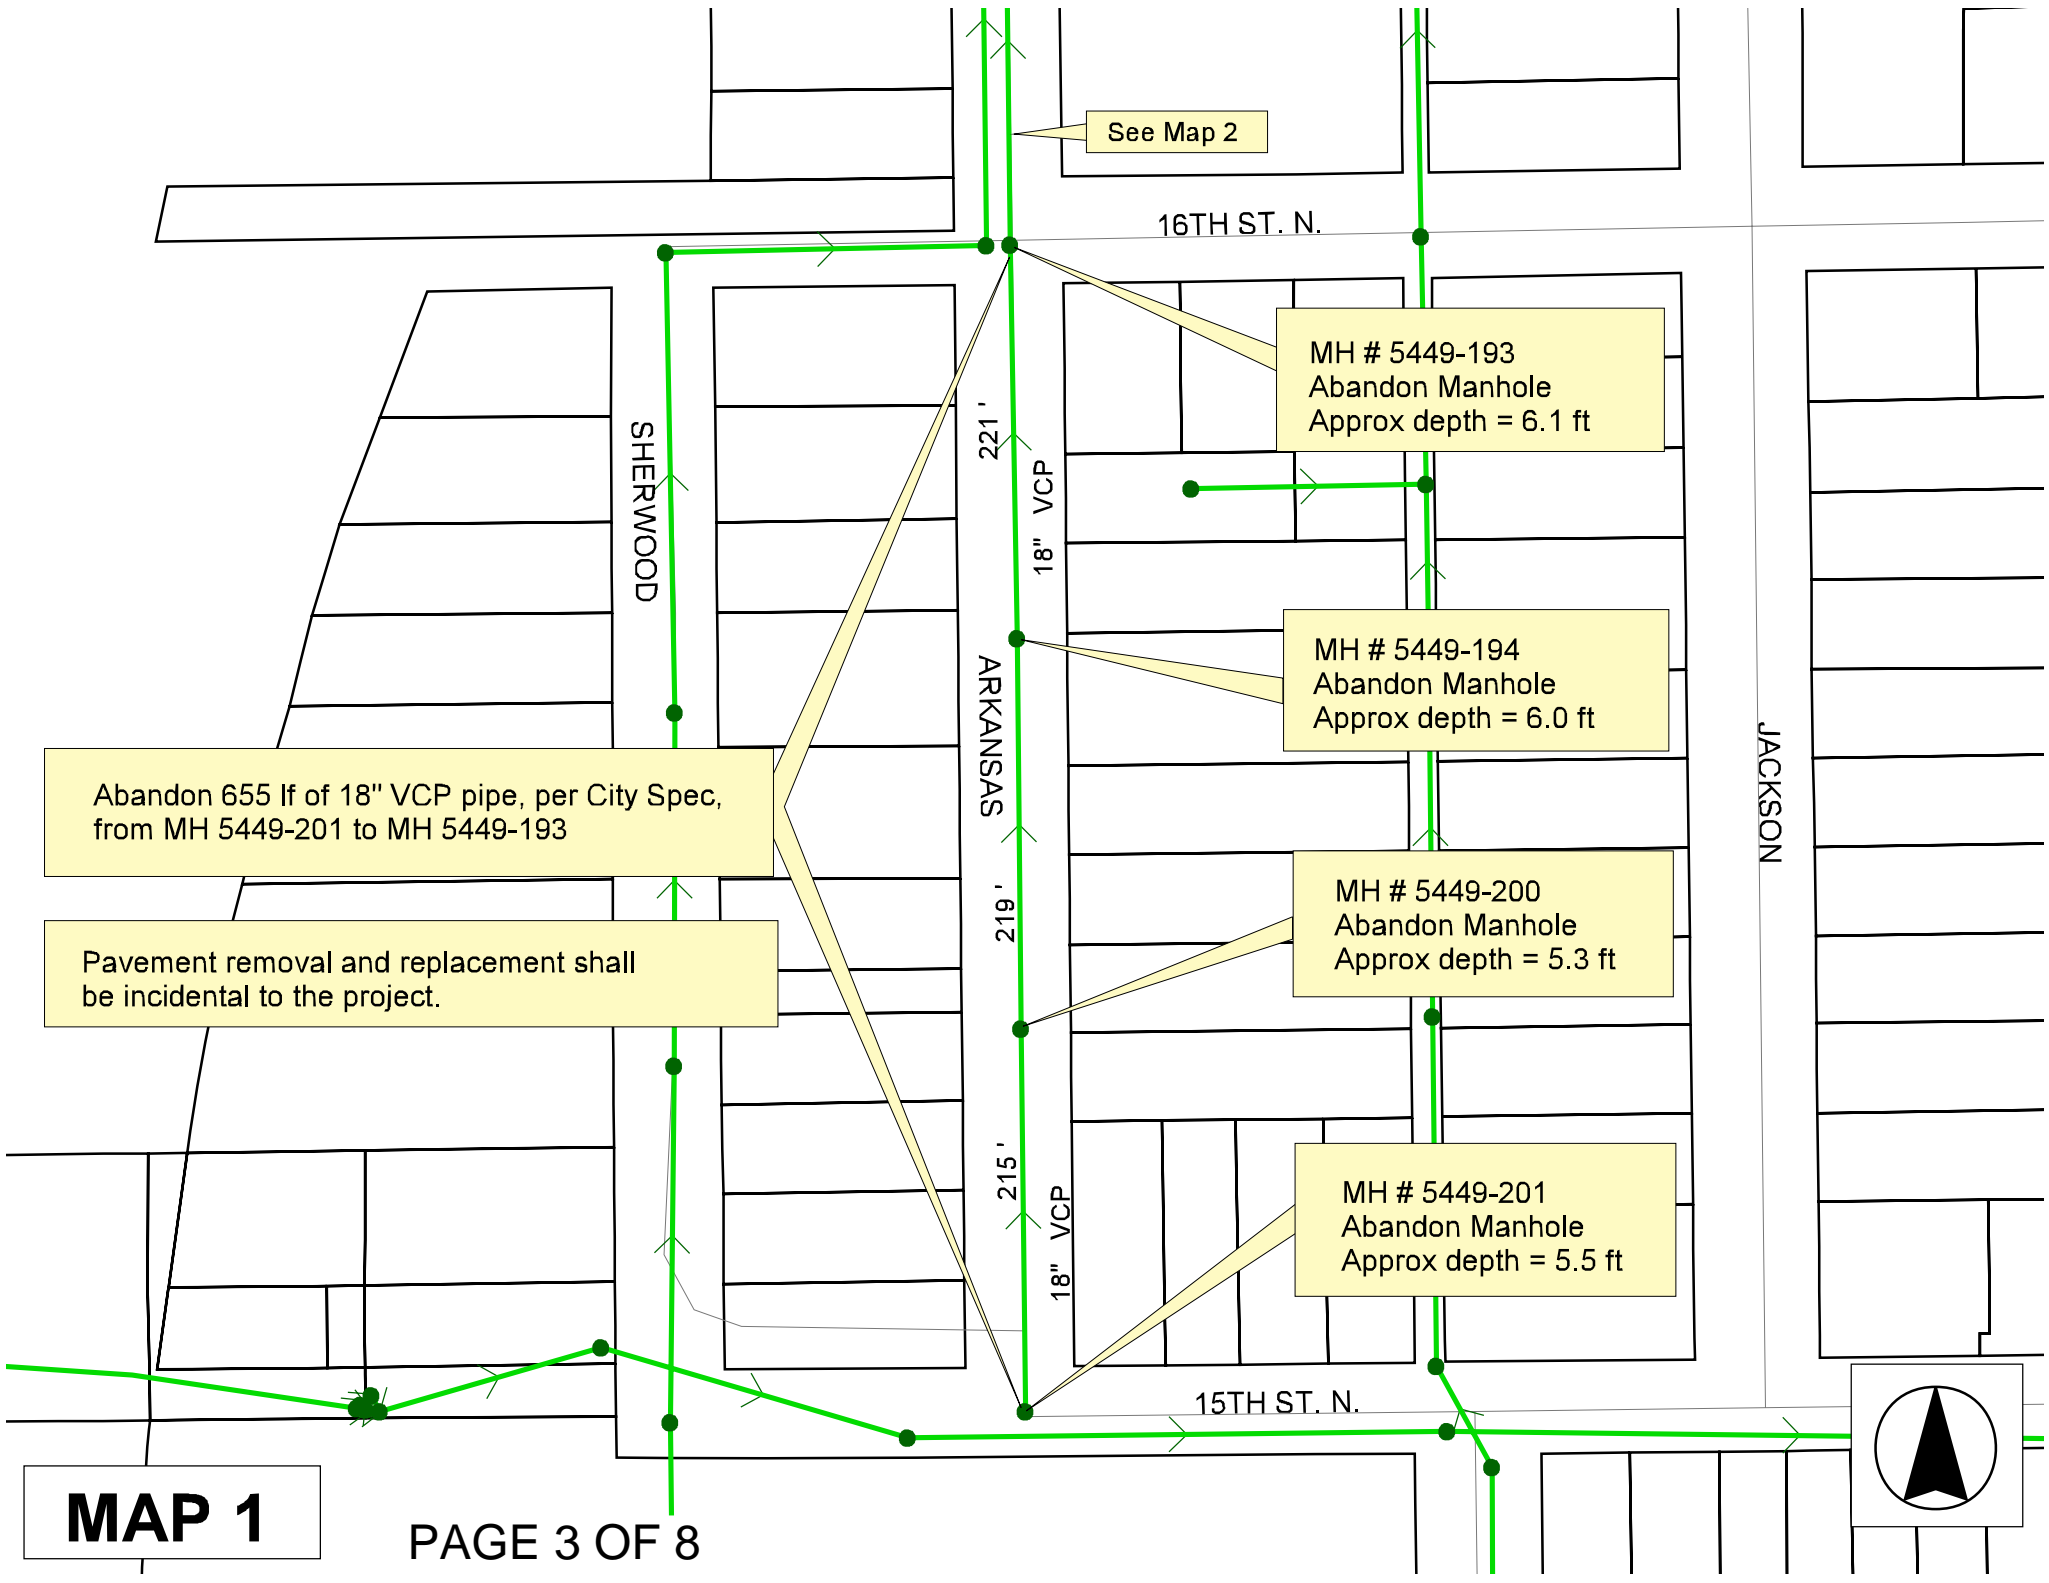 See Map 2
16TH ST. N.
MH # 5449-193
Abandon Manhole
Approx depth = 6.1 ft
221 '
18" VCP
SHERWOOD
MH # 5449-194
Abandon Manhole
Approx depth = 6.0 ft
ARKANSAS
JACKSON
Abandon 655 lf of 18" VCP pipe, per City Spec,
from MH 5449-201 to MH 5449-193
219 '
MH # 5449-200
Abandon Manhole
Approx depth = 5.3 ft
Pavement removal and replacement shall
be incidental to the project.
215 '
18" VCP
MH # 5449-201
Abandon Manhole
Approx depth = 5.5 ft
15TH ST. N.
MAP 1
PAGE 3 OF 8